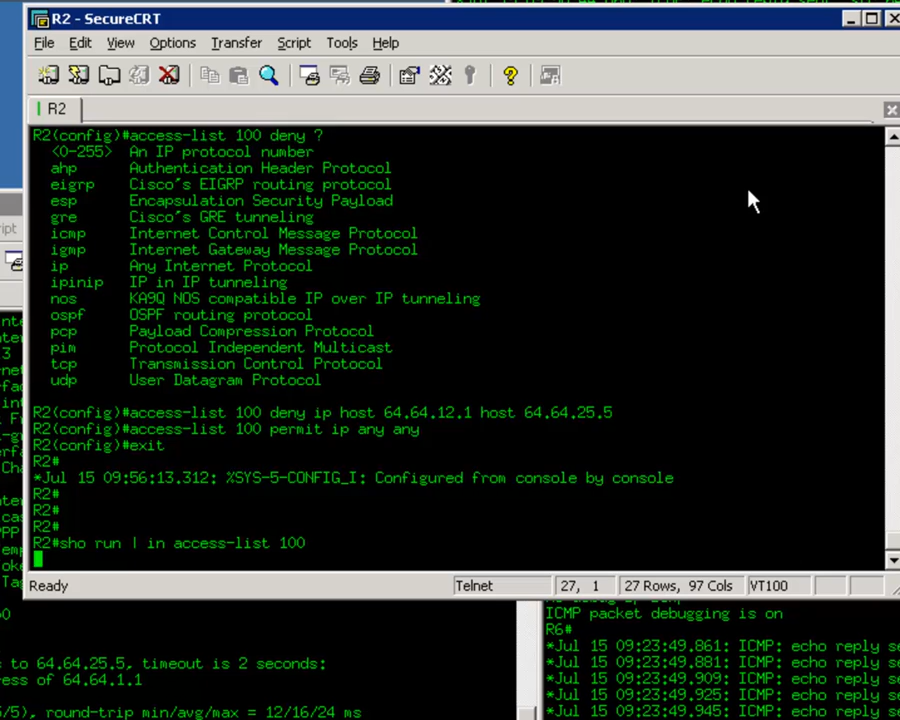 R2 - SecureCRT
File Edit View Options Transfer Script Tools Help
R2
R2(config)#access-list 100 deny ?
<0-255> An IP protocol number
ahp Authentication Header Protocol
eigrp Cisco's EIGRP routing protocol
esp Encapsulation Security Payload
gre Cisco's GRE tunneling
icmp Internet Control Message Protocol
igmp Internet Gateway Message Protocol
ip Any Internet Protocol
ipinip IP in IP tunneling
nos KA9Q NOS compatible IP over IP tunneling
ospf OSPF routing protocol
pcp Payload Compression Protocol
pim Protocol Independent Multicast
tcp Transmission Control Protocol
udp User Datagram Protocol
R2(config)#access-list 100 deny ip host 64.64.12.1 host 64.64.25.5
R2(config)#access-list 100 permit ip any any
R2(config)#exit
R2#
*Jul 15 09:56:13.312: %SYS-5-CONFIG_I: Configured from console by console
R2#
R2#
R2#
R2#sho run | in access-list 100
Ready Telnet 27, 1 27 Rows, 97 Cols VT100
ICMP packet debugging is on
R6#
*Jul 15 09:23:49.861: ICMP: echo reply se
*Jul 15 09:23:49.881: ICMP: echo reply se
*Jul 15 09:23:49.909: ICMP: echo reply se
*Jul 15 09:23:49.925: ICMP: echo reply se
*Jul 15 09:23:49.945: ICMP: echo reply se
s to 64.64.25.5, timeout is 2 seconds:
ress of 64.64.1.1
/5), round-trip min/avg/max = 12/16/24 ms